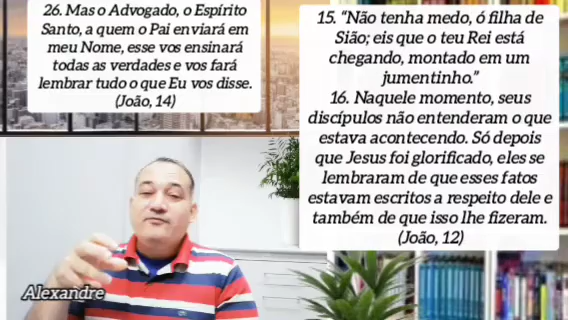 26. Mas o Advogado, o Espírito
Santo, a quem o Pai enviará em
meu Nome, esse vos ensinará
todas as verdades e vos fará
lembrar tudo o que Eu vos disse.
(João, 14)
15. “Não tenha medo, ó filha de
Sião; eis que o teu Rei está
chegando, montado em um
jumentinho.”
16. Naquele momento, seus
discípulos não entenderam o que
estava acontecendo. Só depois
que Jesus foi glorificado, eles se
lembraram de que esses fatos
estavam escritos a respeito dele e
também de que isso lhe fizeram.
(João, 12)
Alexandre